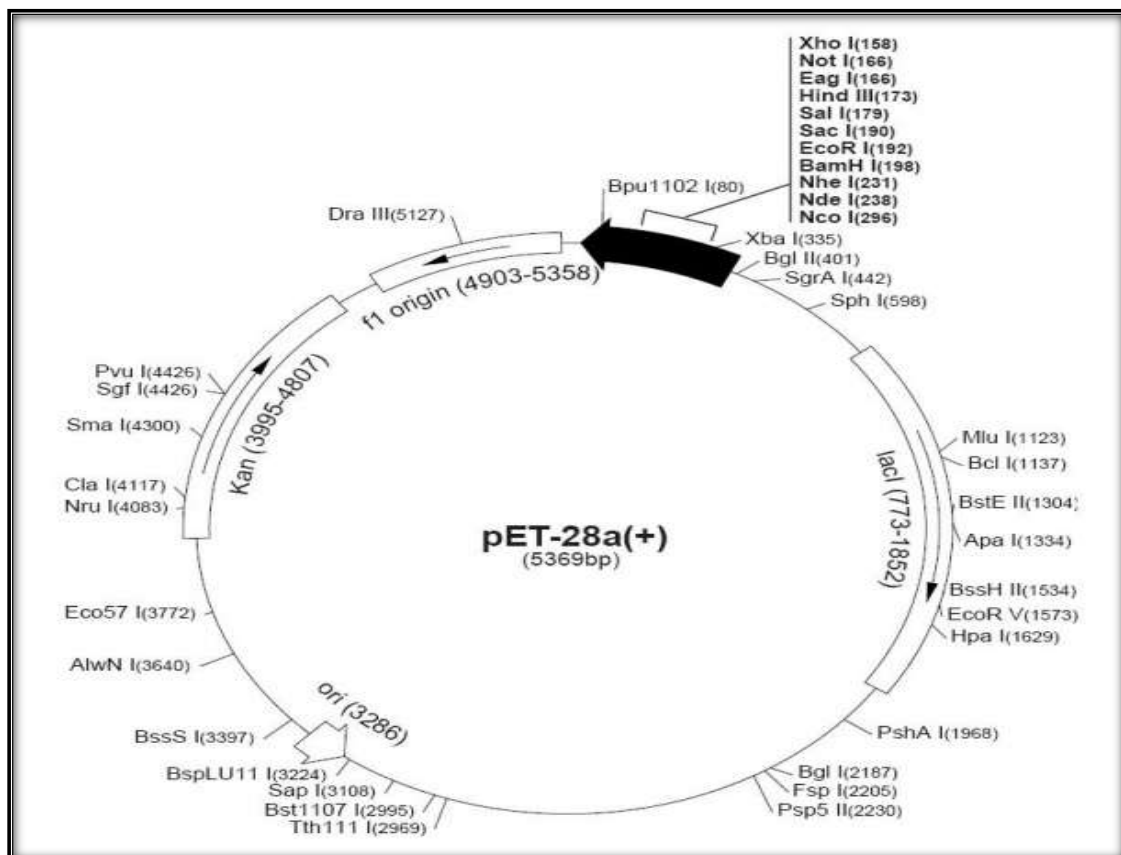 Xho I(158)
Not I(166)
Eag I(166)
Hind III(173)
Sal I(179)
Sac I(190)
EcoR I(192)
BamH I(198)
Nhe I(231)
Nde I(238)
Nco I(296)
Bpu1102 I(80)
Dra III(5127)
Xba I(335)
Bgl II(401)
SgrA I(442)
Sph I(598)
f1 origin (4903-5358)
Pvu I(4426)
Sgf I(4426)
Sma I(4300)
Cla I(4117)
Nru I(4083)
Kan (3995-4807)
lacI (773-1852)
Mlu I(1123)
Bcl I(1137)
BstE II(1304)
Apa I(1334)
BssH II(1534)
EcoR V(1573)
Hpa I(1629)
pET-28a(+)
(5369bp)
Eco57 I(3772)
AlwN I(3640)
ori (3286)
BssS I(3397)
BspLU11 I(3224)
Sap I(3108)
Bst1107 I(2995)
Tth111 I(2969)
PshA I(1968)
Bgl I(2187)
Fsp I(2205)
Psp5 II(2230)